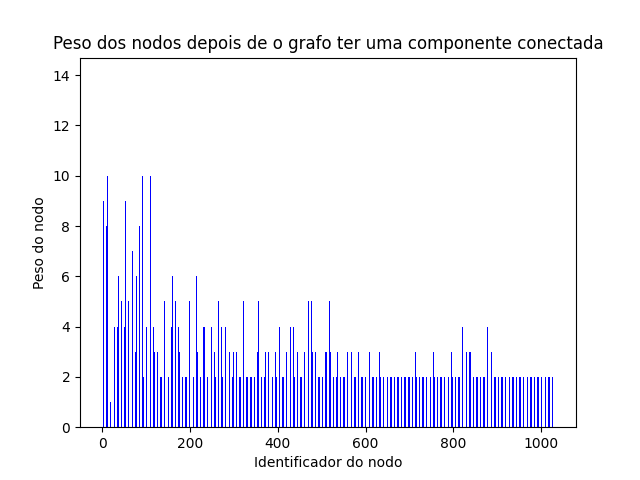 Peso dos nodos depois de o grafo ter uma componente conectada
14
12
10
8
6
4
2
0
Peso do nodo
0 200 400 600 800 1000
Identificador do nodo